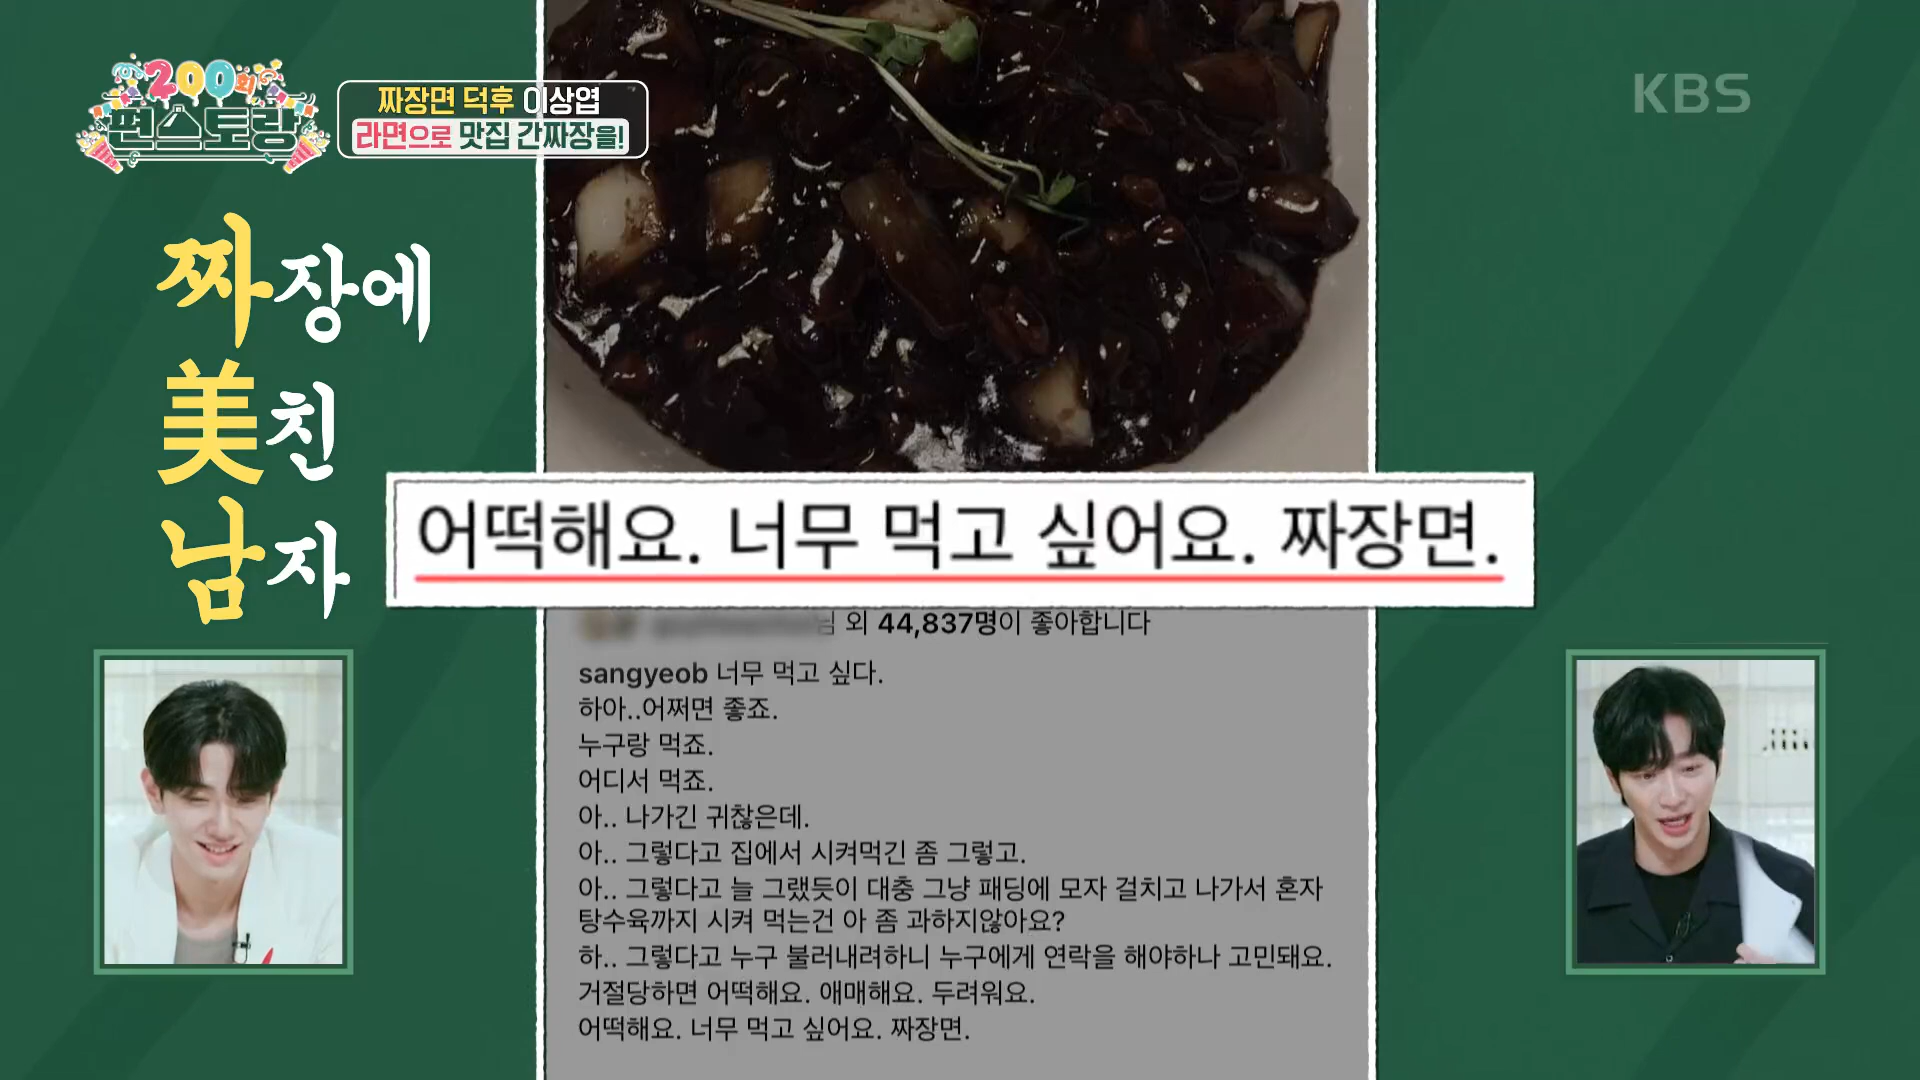 200회
편스토랑
짜장면 덕후 이상엽
라면으로 맛집 간짜장을!
KBS
짜장에
美친
남자
어떡해요. 너무 먹고 싶어요. 짜장면.
님 외 44,837명이 좋아합니다
sangyeob 너무 먹고 싶다.
하아..어쩌면 좋죠.
누구랑 먹죠.
어디서 먹죠.
아.. 나가긴 귀찮은데.
아.. 그렇다고 집에서 시켜먹긴 좀 그렇고.
아.. 그렇다고 늘 그랬듯이 대충 그냥 패딩에 모자 걸치고 나가서 혼자
탕수육까지 시켜 먹는건 아 좀 과하지않아요?
하.. 그렇다고 누구 불러내려하니 누구에게 연락을 해야하나 고민돼요.
거절당하면 어떡해요. 애매해요. 두려워요.
어떡해요. 너무 먹고 싶어요. 짜장면.